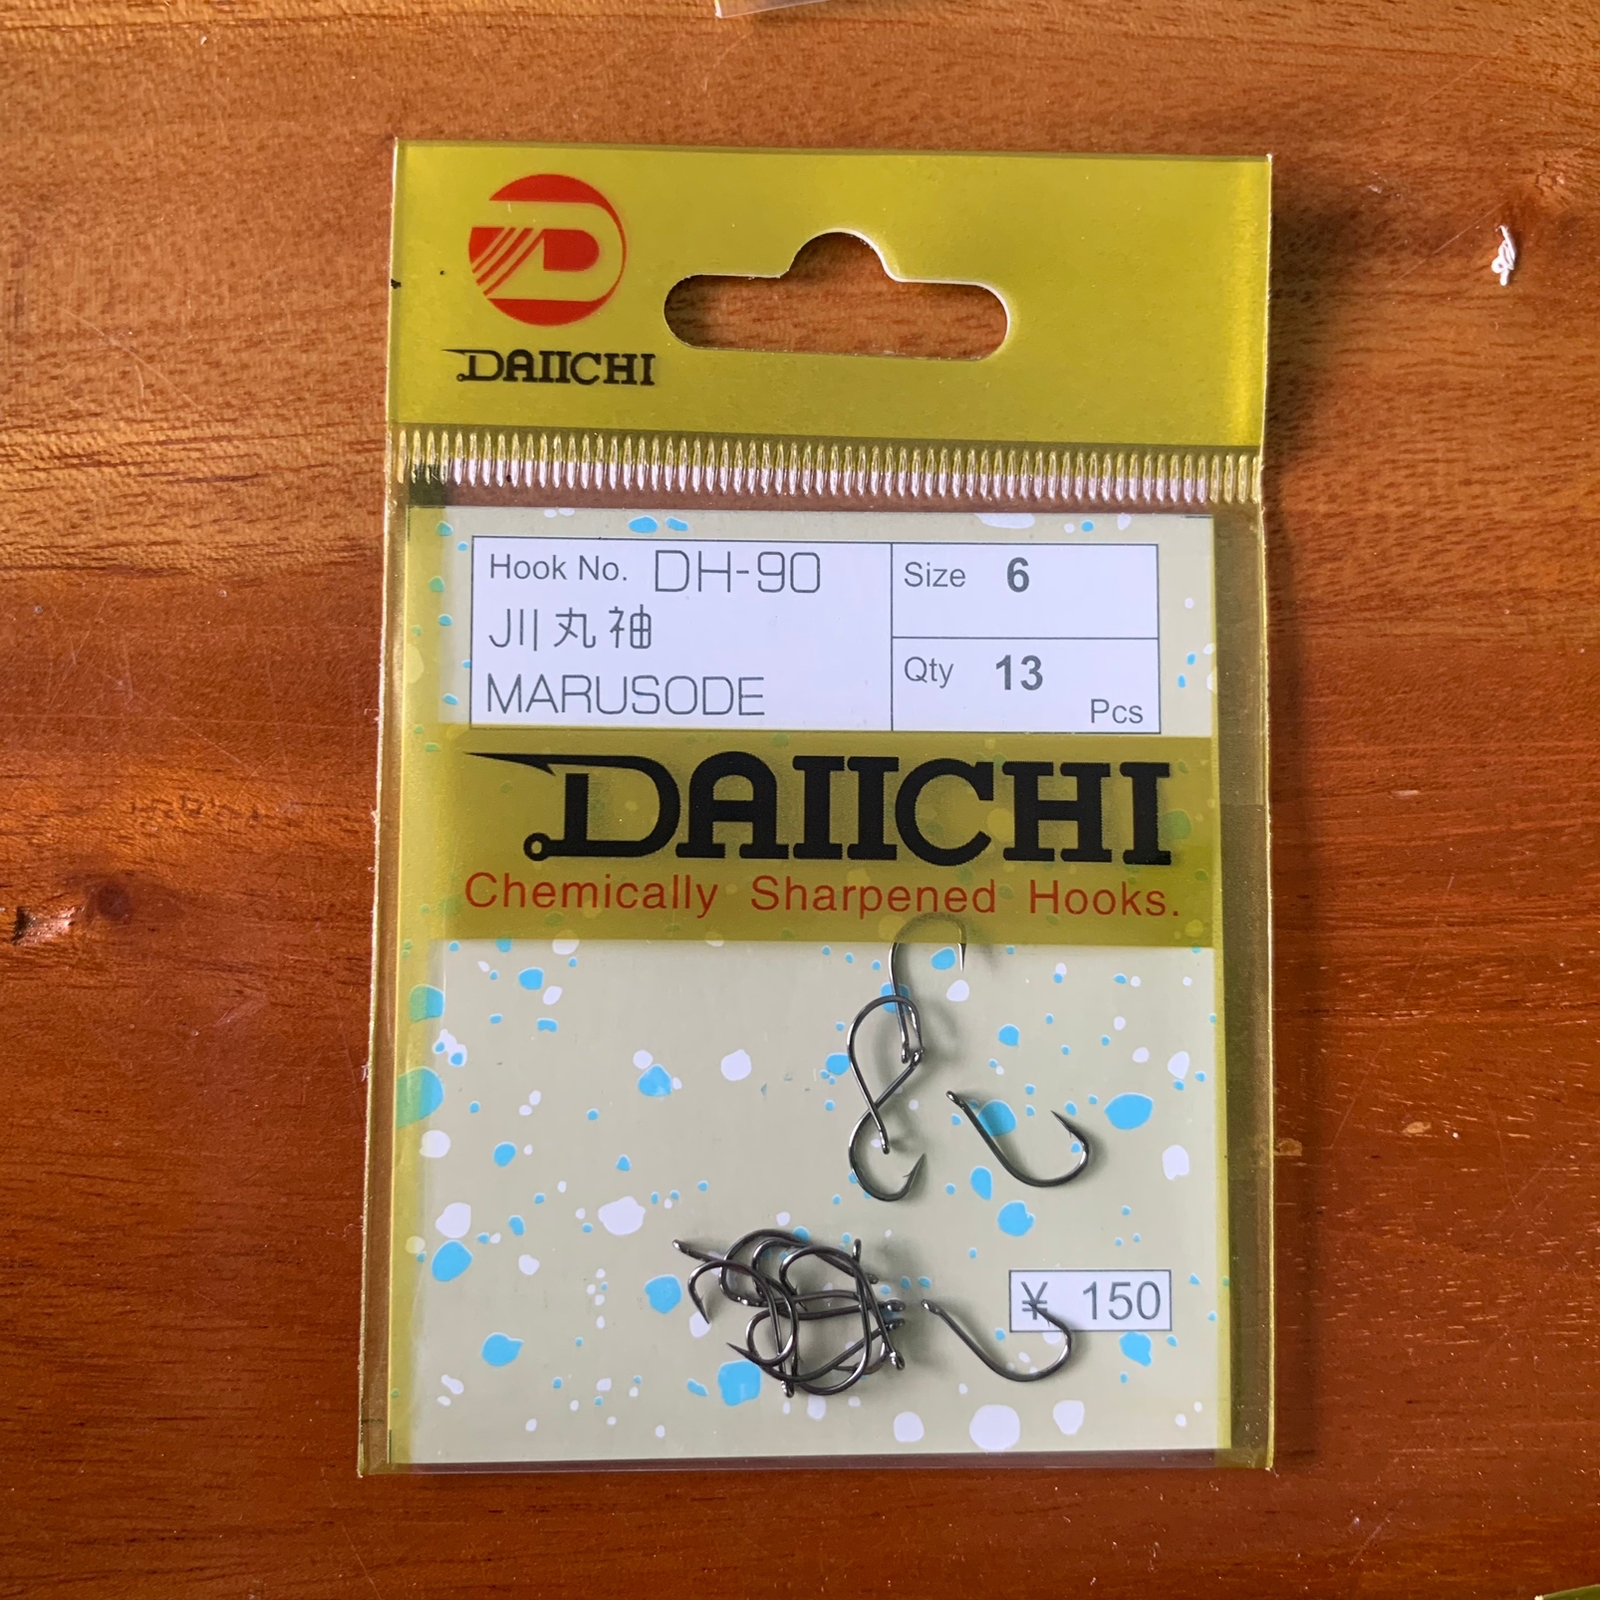 DAIICHI
Hook No. DH-90
川丸袖
MARUSODE
Size 6
Qty 13
Pcs
DAIICHI
Chemically Sharpened Hooks.
¥ 150